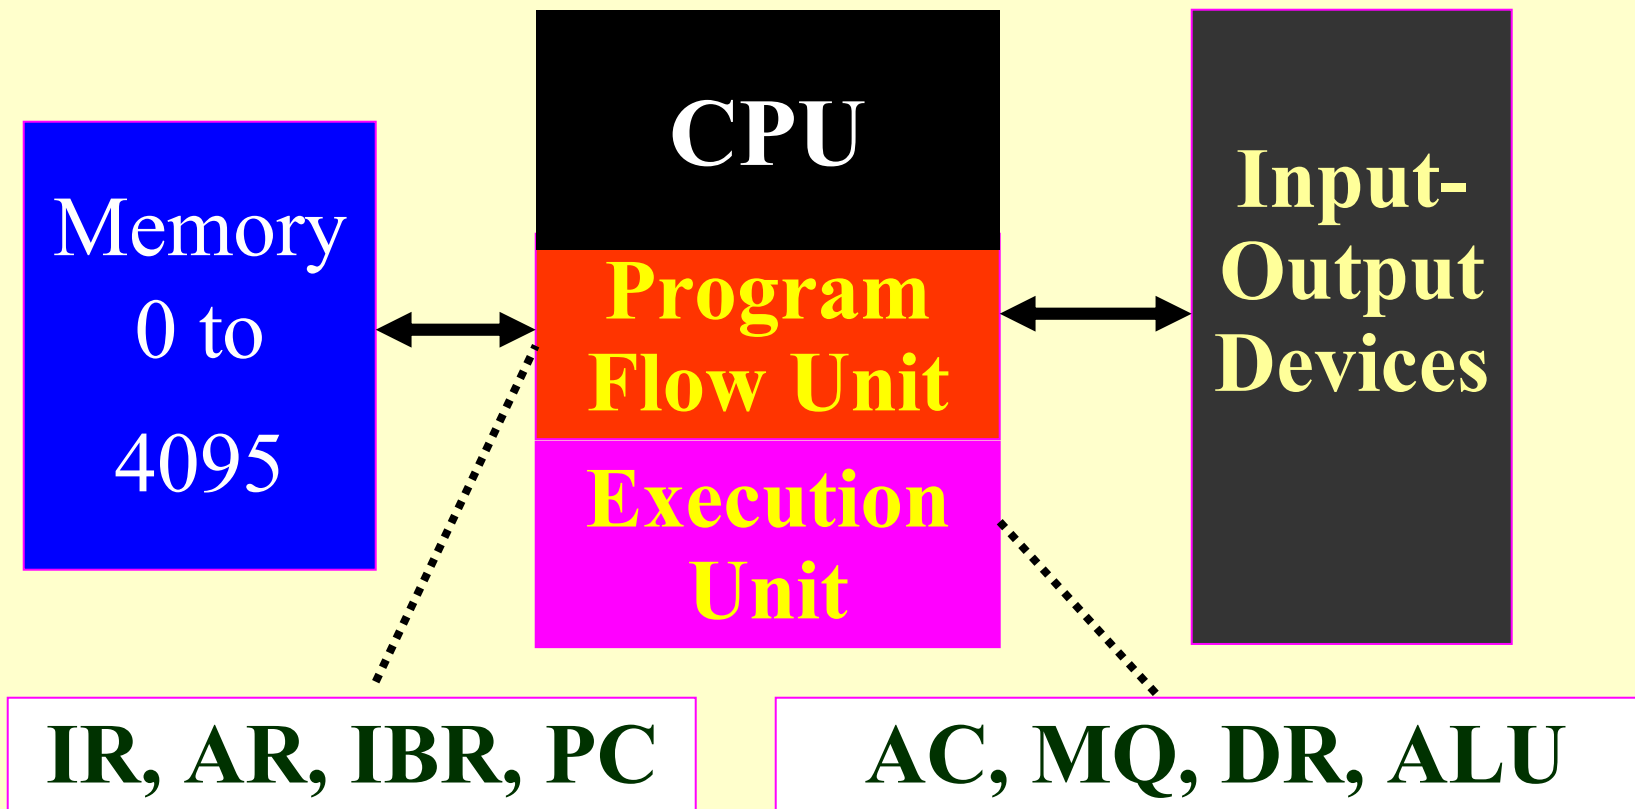 Memory
0 to
4095
CPU
Program
Flow Unit
Execution
Unit
Input-
Output
Devices
IR, AR, IBR, PC
AC, MQ, DR, ALU